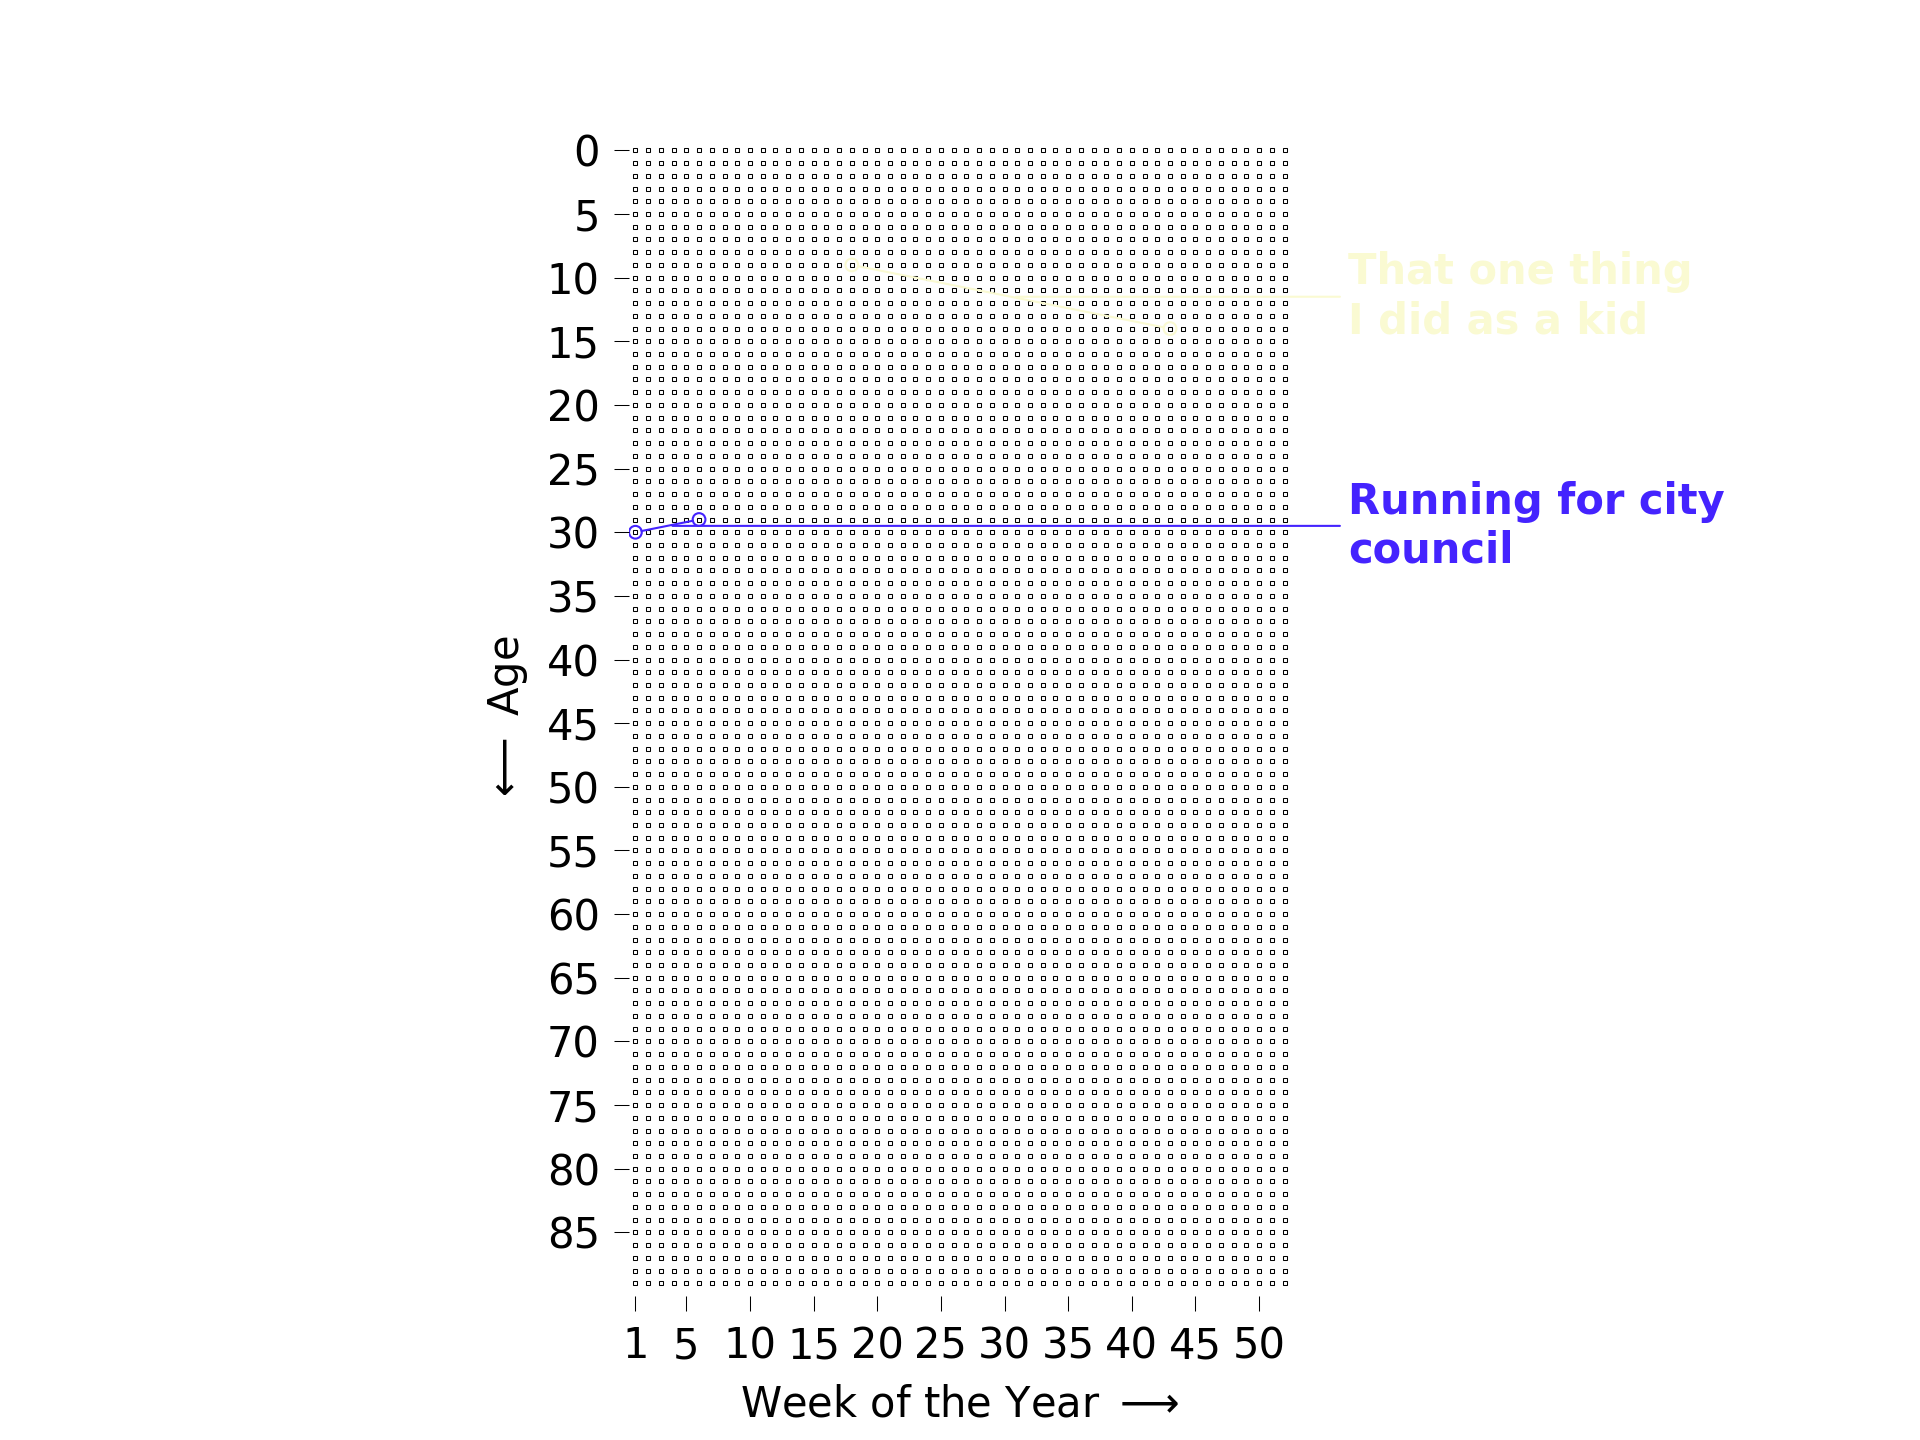 0
5
10
15
20
25
30
35
40
45
50
55
60
65
70
75
80
85
← Age
1 5 10 15 20 25 30 35 40 45 50
Week of the Year →
That one thing
I did as a kid
Running for city
council